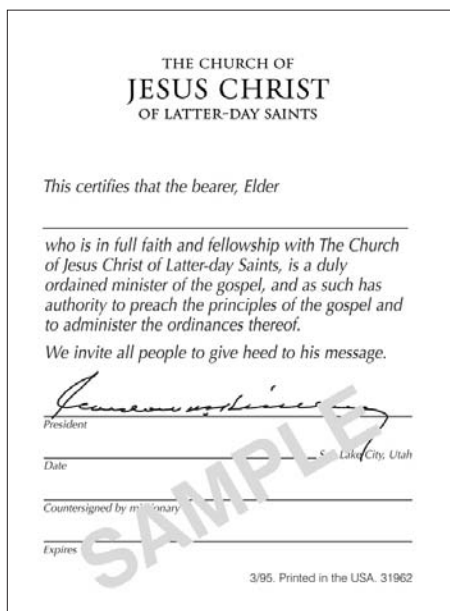 THE CHURCH OF
JESUS CHRIST
OF LATTER-DAY SAINTS
This certifies that the bearer, Elder
who is in full faith and fellowship with The Church
of Jesus Christ of Latter-day Saints, is a duly
ordained minister of the gospel, and as such has
authority to preach the principles of the gospel and
to administer the ordinances thereof.
We invite all people to give heed to his message.
President
Salt Lake City, Utah
Date
Countersigned by missionary
Expires
SAMPLE
3/95. Printed in the USA. 31962